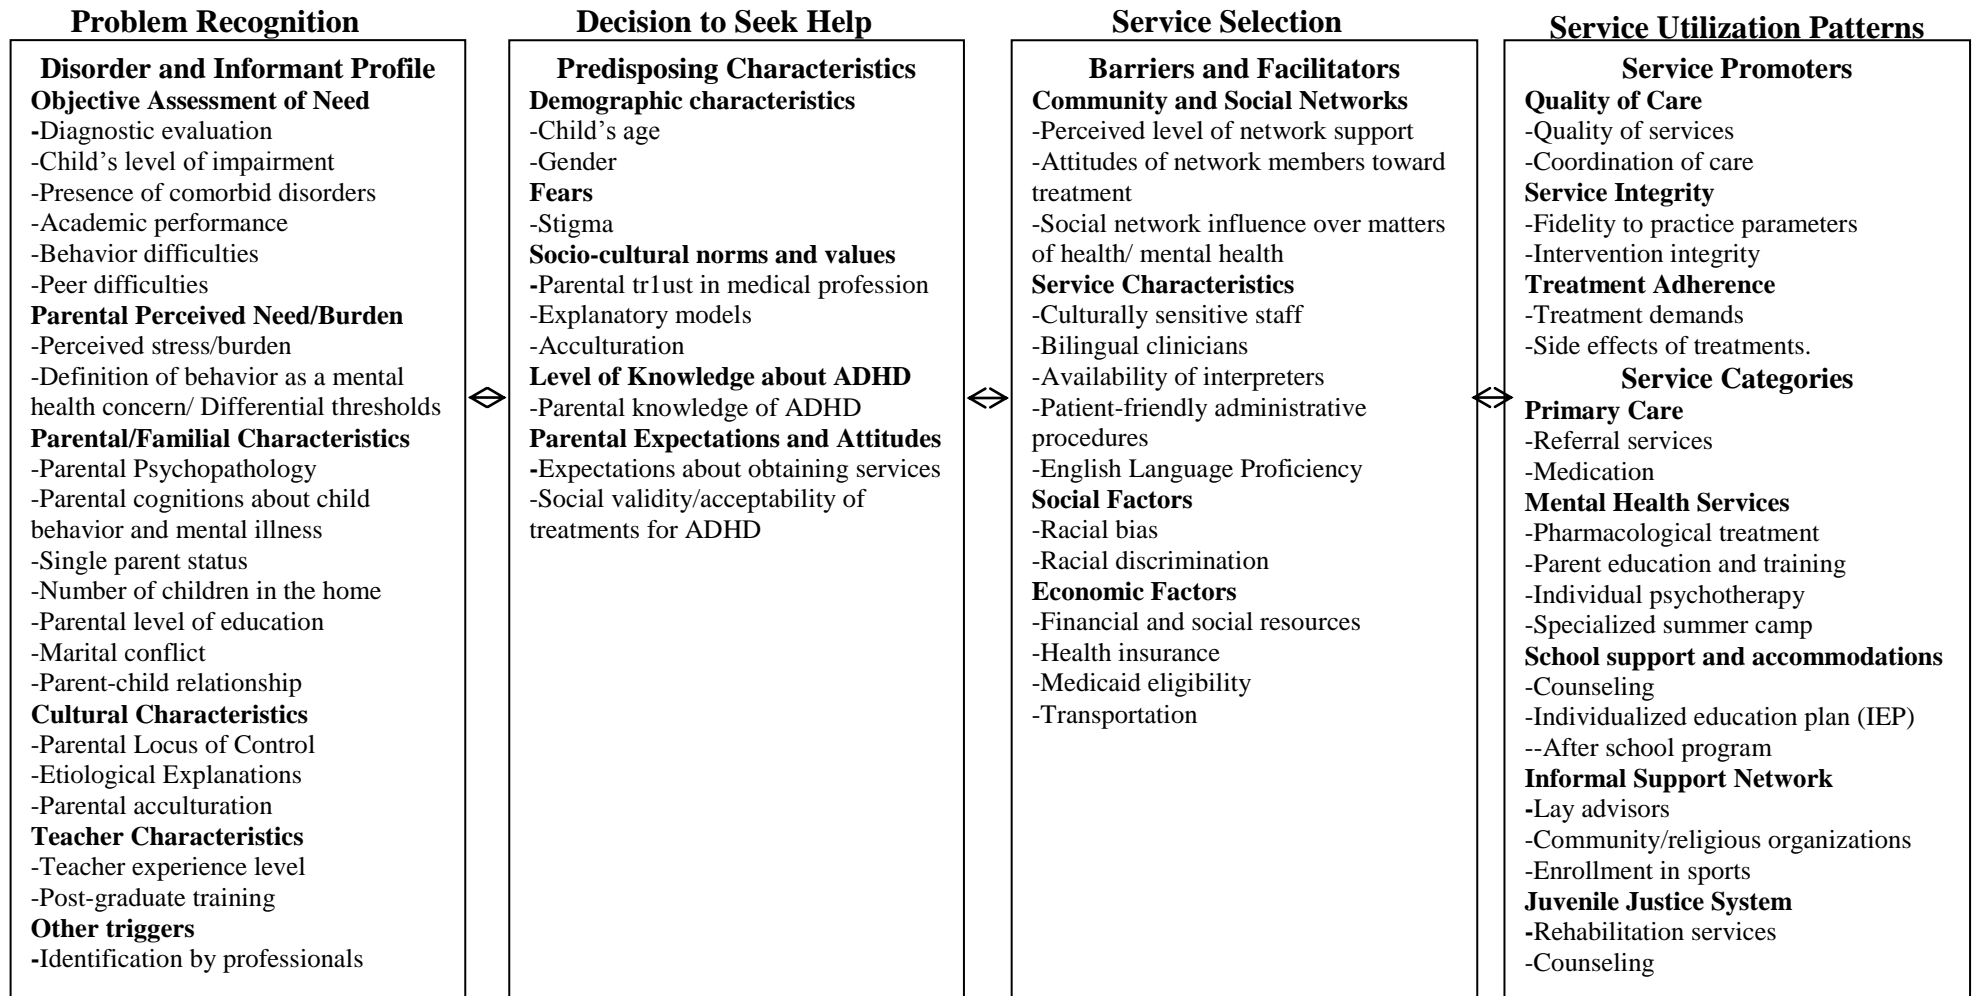 Problem Recognition
Disorder and Informant Profile
Objective Assessment of Need
-Diagnostic evaluation
-Child’s level of impairment
-Presence of comorbid disorders
-Academic performance
-Behavior difficulties
-Peer difficulties
Parental Perceived Need/Burden
-Perceived stress/burden
-Definition of behavior as a mental
health concern/ Differential thresholds
Parental/Familial Characteristics
-Parental Psychopathology
-Parental cognitions about child
behavior and mental illness
-Single parent status
-Number of children in the home
-Parental level of education
-Marital conflict
-Parent-child relationship
Cultural Characteristics
-Parental Locus of Control
-Etiological Explanations
-Parental acculturation
Teacher Characteristics
-Teacher experience level
-Post-graduate training
Other triggers
-Identification by professionals
Decision to Seek Help
Predisposing Characteristics
Demographic characteristics
-Child’s age
-Gender
Fears
-Stigma
Socio-cultural norms and values
-Parental tr1ust in medical profession
-Explanatory models
-Acculturation
Level of Knowledge about ADHD
-Parental knowledge of ADHD
Parental Expectations and Attitudes
-Expectations about obtaining services
-Social validity/acceptability of
treatments for ADHD
Service Selection
Barriers and Facilitators
Community and Social Networks
-Perceived level of network support
-Attitudes of network members toward
treatment
-Social network influence over matters
of health/ mental health
Service Characteristics
-Culturally sensitive staff
-Bilingual clinicians
-Availability of interpreters
-Patient-friendly administrative
procedures
-English Language Proficiency
Social Factors
-Racial bias
-Racial discrimination
Economic Factors
-Financial and social resources
-Health insurance
-Medicaid eligibility
-Transportation
Service Utilization Patterns
Service Promoters
Quality of Care
-Quality of services
-Coordination of care
Service Integrity
-Fidelity to practice parameters
-Intervention integrity
Treatment Adherence
-Treatment demands
-Side effects of treatments.
Service Categories
Primary Care
-Referral services
-Medication
Mental Health Services
-Pharmacological treatment
-Parent education and training
-Individual psychotherapy
-Specialized summer camp
School support and accommodations
-Counseling
-Individualized education plan (IEP)
--After school program
Informal Support Network
-Lay advisors
-Community/religious organizations
-Enrollment in sports
Juvenile Justice System
-Rehabilitation services
-Counseling